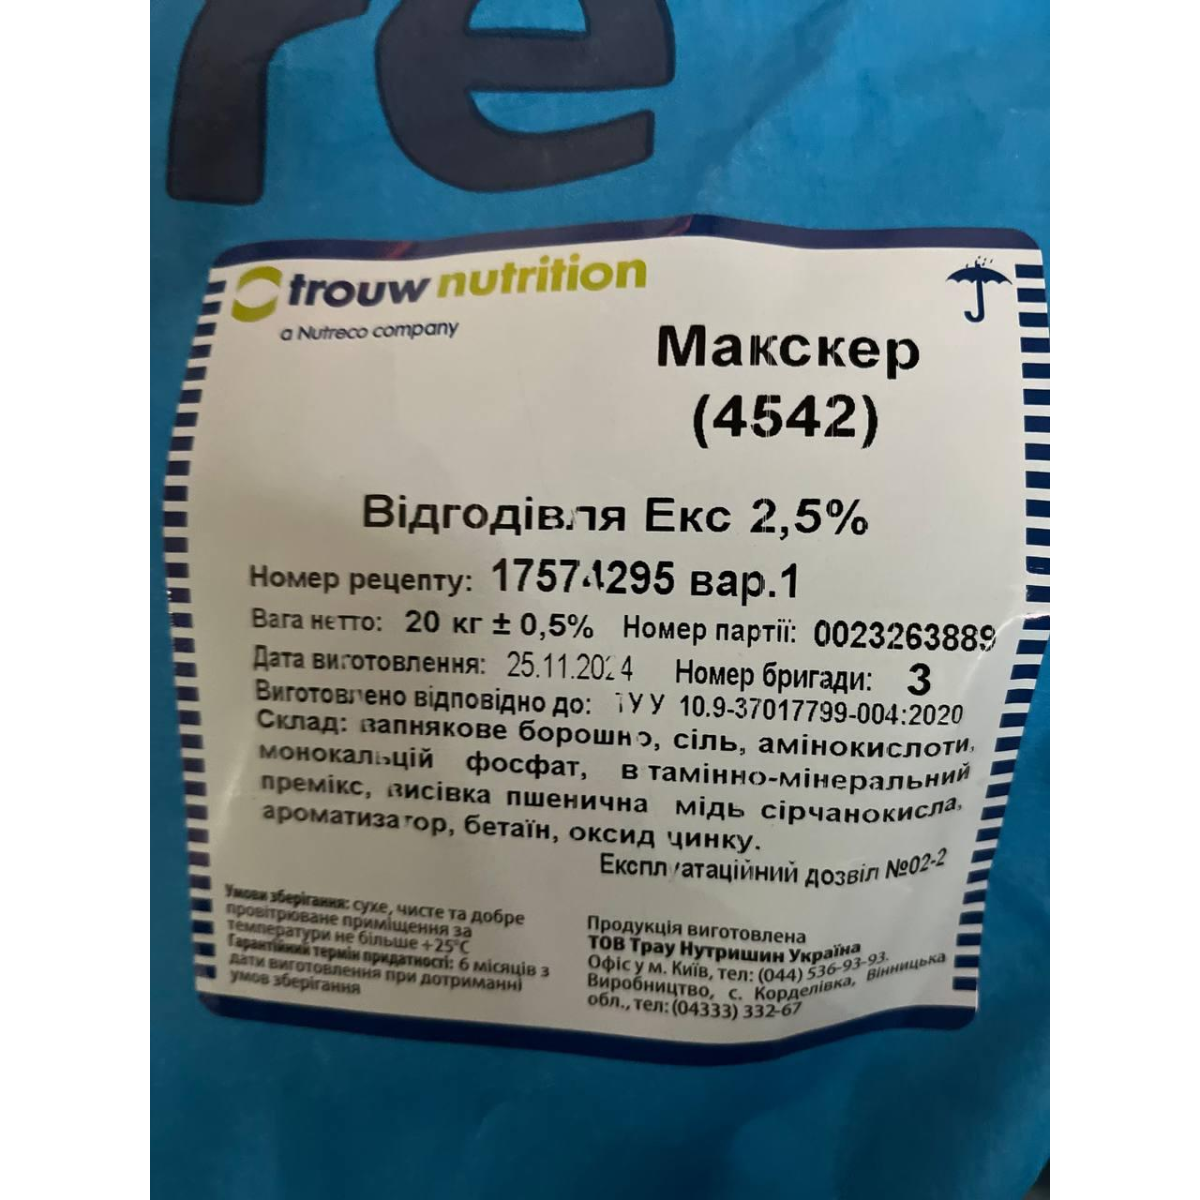 re
trouw nutrition
a Nutreco company
Макскер
(4542)
Відгодівля Екс 2,5%
Номер рецепту: 17574295 вар.1
Вага нетто: 20 кг ± 0,5% Номер партії: 0023263889
Дата виготовлення: 25.11.2024 Номер бригади: 3
Виготовлено відповідно до: ТУ У 10.9-37017799-004:2020
Склад: вапнякове борошно, сіль, амінокислоти,
монокальцій фосфат, вітамінно-мінеральний
премікс, висівка пшенична мідь сірчанокисла,
ароматизатор, бетаїн, оксид цинку.
Експлуатаційний дозвіл №02-2
Умови зберігання: сухе, чисте та добре
провітрюване приміщення за
температури не більше +25°С
Гарантійний термін придатності: 6 місяців з
дати виготовлення при дотриманні
умов зберігання
Продукція виготовлена
ТОВ Трау Нутришин Україна
Офіс у м. Київ, тел: (044) 536-93-93.
Виробництво, с. Корделівка, Вінницька
обл., тел: (04333) 332-67